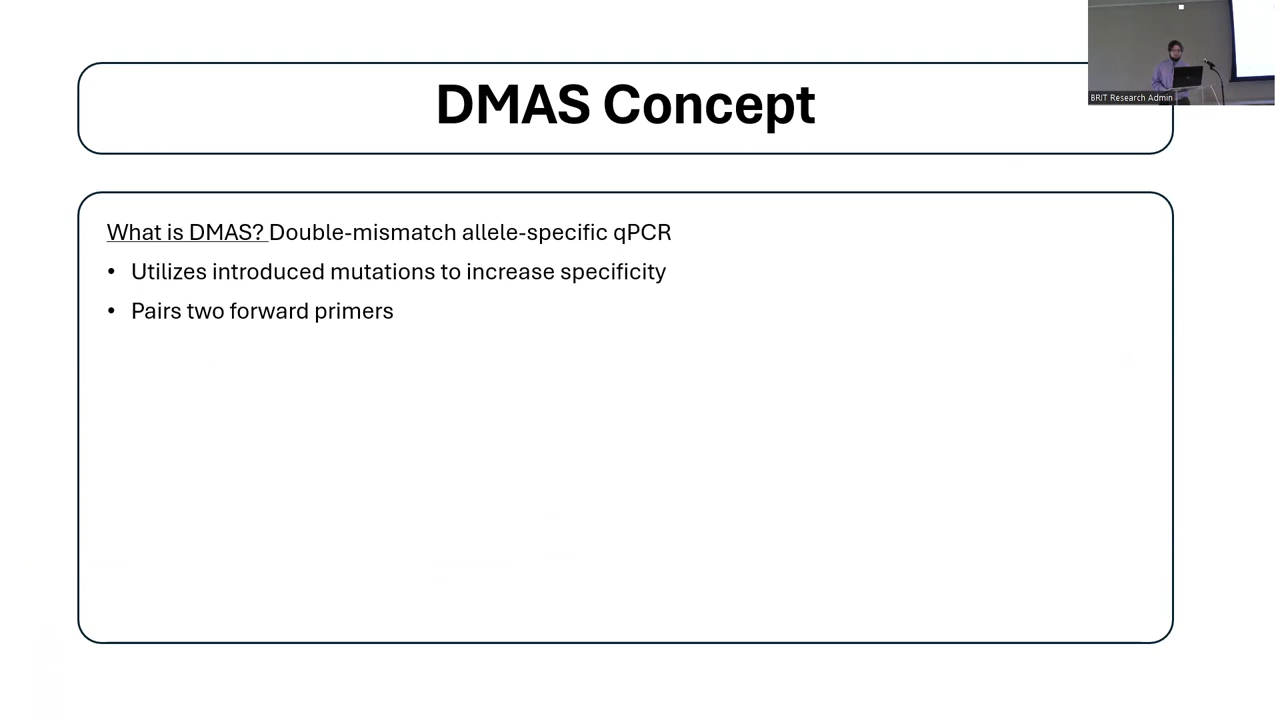 DMAS Concept
BRIT Research Admin
What is DMAS? Double-mismatch allele-specific qPCR
• Utilizes introduced mutations to increase specificity
• Pairs two forward primers